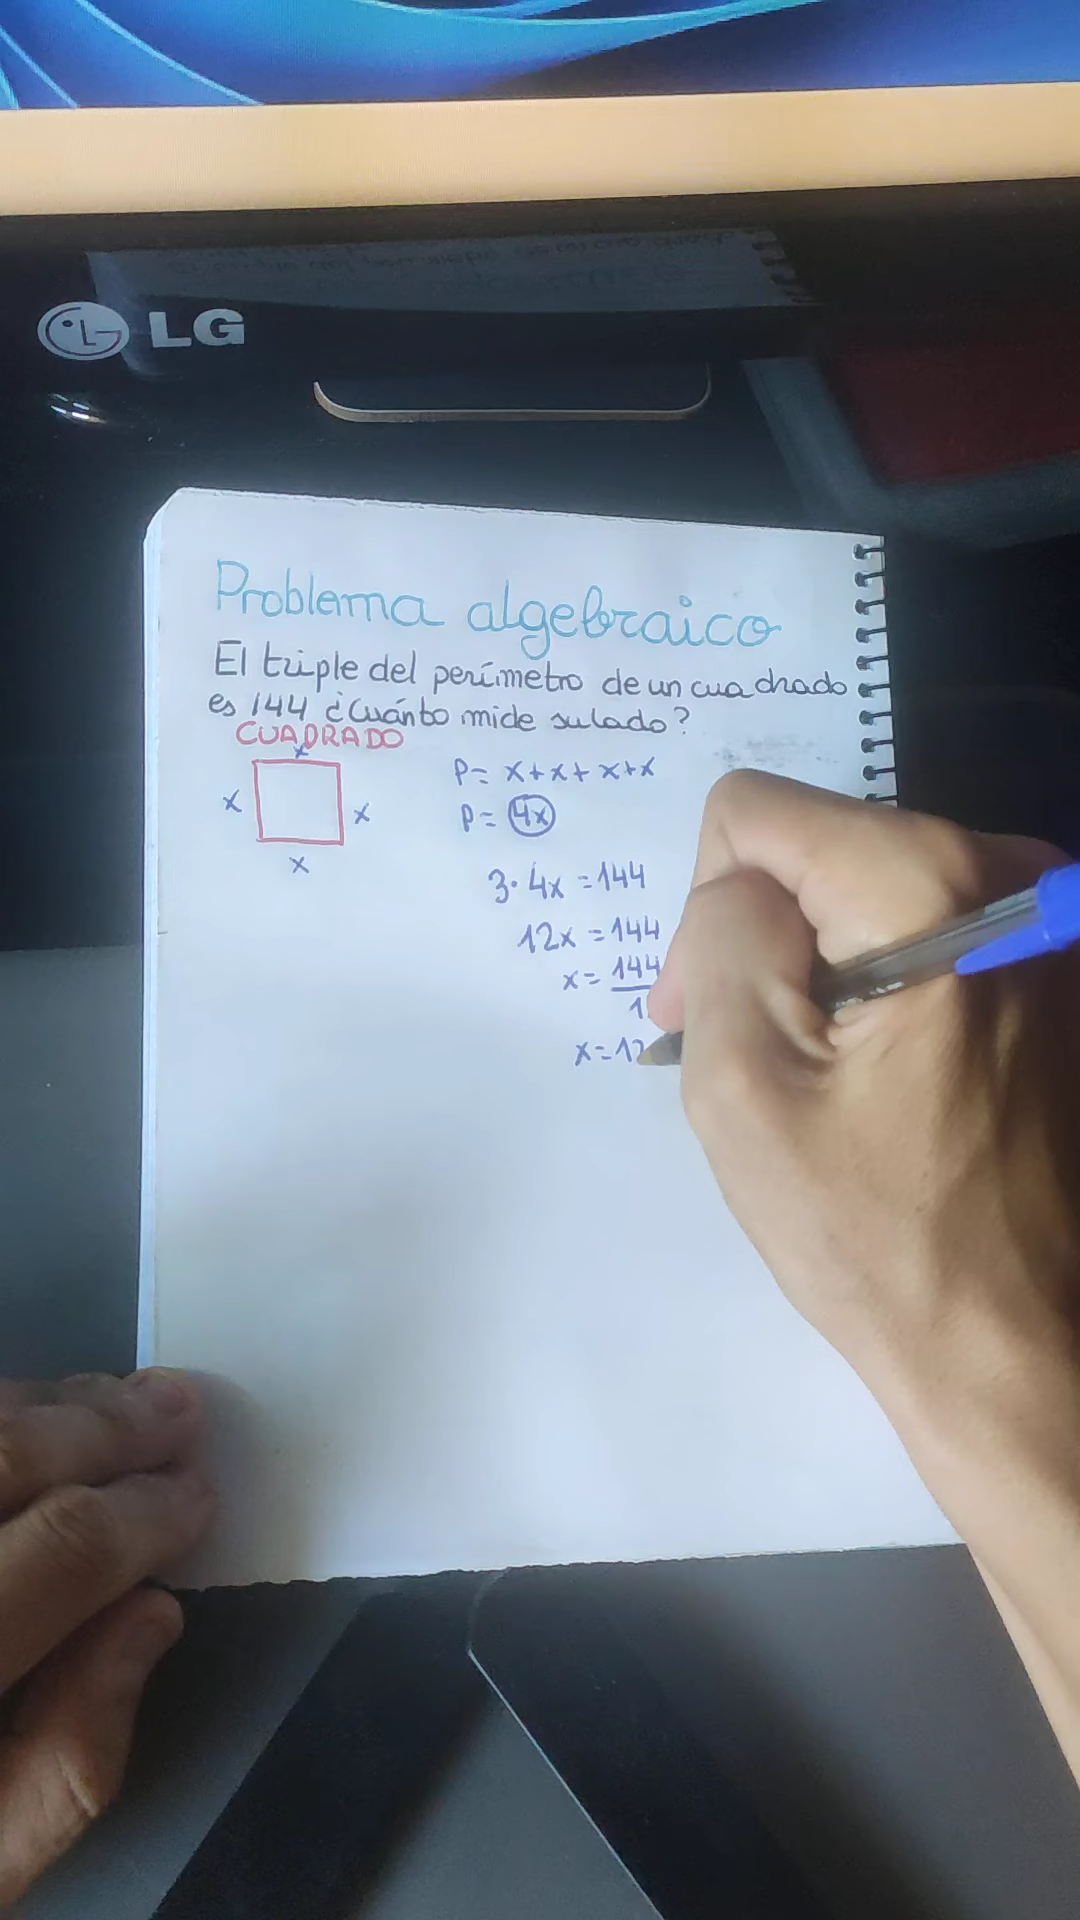 LG
Problema algebraico
El triple del perímetro de un cuadrado
es 144 ¿Cuánto mide su lado?
CUADRADO
x
x
x
x
P= x+x+x+x
P= 4x
3· 4x = 144
12x = 144
x= 144
x=12